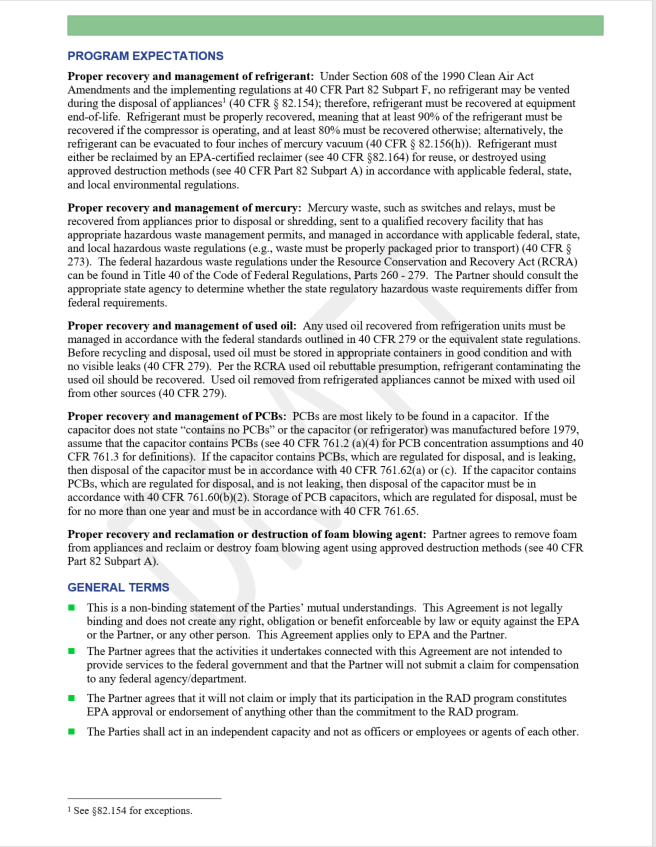 PROGRAM EXPECTATIONS
Proper recovery and management of refrigerant: Under Section 608 of the 1990 Clean Air Act
Amendments and the implementing regulations at 40 CFR Part 82 Subpart F, no refrigerant may be vented
during the disposal of appliances1 (40 CFR § 82.154); therefore, refrigerant must be recovered at equipment
end-of-life. Refrigerant must be properly recovered, meaning that at least 90% of the refrigerant must be
recovered if the compressor is operating, and at least 80% must be recovered otherwise; alternatively, the
refrigerant can be evacuated to four inches of mercury vacuum (40 CFR § 82.156(h)). Refrigerant must
either be reclaimed by an EPA-certified reclaimer (see 40 CFR §82.164) for reuse, or destroyed using
approved destruction methods (see 40 CFR Part 82 Subpart A) in accordance with applicable federal, state,
and local environmental regulations.
Proper recovery and management of mercury: Mercury waste, such as switches and relays, must be
recovered from appliances prior to disposal or shredding, sent to a qualified recovery facility that has
appropriate hazardous waste management permits, and managed in accordance with applicable federal, state,
and local hazardous waste regulations (e.g., waste must be properly packaged prior to transport) (40 CFR §
273). The federal hazardous waste regulations under the Resource Conservation and Recovery Act (RCRA)
can be found in Title 40 of the Code of Federal Regulations, Parts 260 - 279. The Partner should consult the
appropriate state agency to determine whether the state regulatory hazardous waste requirements differ from
federal requirements.
Proper recovery and management of used oil: Any used oil recovered from refrigeration units must be
managed in accordance with the federal standards outlined in 40 CFR 279 or the equivalent state regulations.
Before recycling and disposal, used oil must be stored in appropriate containers in good condition and with
no visible leaks (40 CFR 279). Per the RCRA used oil rebuttable presumption, refrigerant contaminating the
used oil should be recovered. Used oil removed from refrigerated appliances cannot be mixed with used oil
from other sources (40 CFR 279).
Proper recovery and management of PCBs: PCBs are most likely to be found in a capacitor. If the
capacitor does not state “contains no PCBs” or the capacitor (or refrigerator) was manufactured before 1979,
assume that the capacitor contains PCBs (see 40 CFR 761.2 (a)(4) for PCB concentration assumptions and 40
CFR 761.3 for definitions). If the capacitor contains PCBs, which are regulated for disposal, and is leaking,
then disposal of the capacitor must be in accordance with 40 CFR 761.62(a) or (c). If the capacitor contains
PCBs, which are regulated for disposal, and is not leaking, then disposal of the capacitor must be in
accordance with 40 CFR 761.60(b)(2). Storage of PCB capacitors, which are regulated for disposal, must be
for no more than one year and must be in accordance with 40 CFR 761.65.
Proper recovery and reclamation or destruction of foam blowing agent: Partner agrees to remove foam
from appliances and reclaim or destroy foam blowing agent using approved destruction methods (see 40 CFR
Part 82 Subpart A).
GENERAL TERMS
This is a non-binding statement of the Parties’ mutual understandings. This Agreement is not legally
binding and does not create any right, obligation or benefit enforceable by law or equity against the EPA
or the Partner, or any other person. This Agreement applies only to EPA and the Partner.
The Partner agrees that the activities it undertakes connected with this Agreement are not intended to
provide services to the federal government and that the Partner will not submit a claim for compensation
to any federal agency/department.
The Partner agrees that it will not claim or imply that its participation in the RAD program constitutes
EPA approval or endorsement of anything other than the commitment to the RAD program.
The Parties shall act in an independent capacity and not as officers or employees or agents of each other.
1 See §82.154 for exceptions.
DRAFT